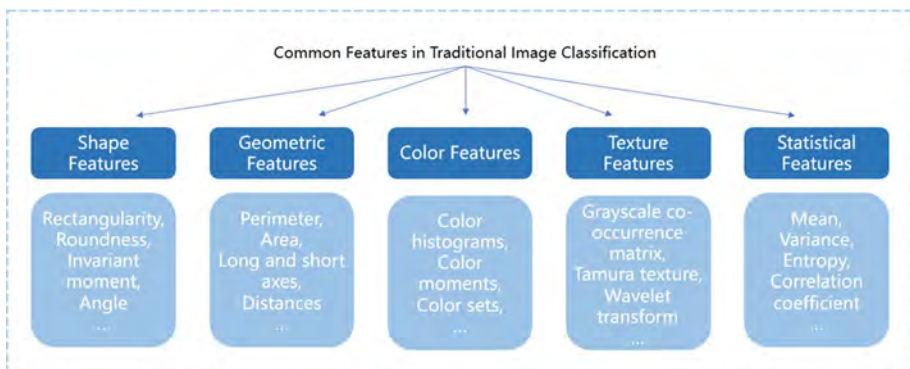 Common Features in Traditional Image Classification
Shape
Features
Geometric
Features
Color Features
Texture
Features
Statistical
Features
Rectangularity,
Roundness,
Invariant
moment,
Angle
...
Perimeter,
Area,
Long and short
axes,
Distances
...
Color
histograms,
Color
moments,
Color sets,
...
Grayscale co-
occurrence
matrix,
Tamura texture,
Wavelet
transform
...
Mean,
Variance,
Entropy,
Correlation
coefficient
...